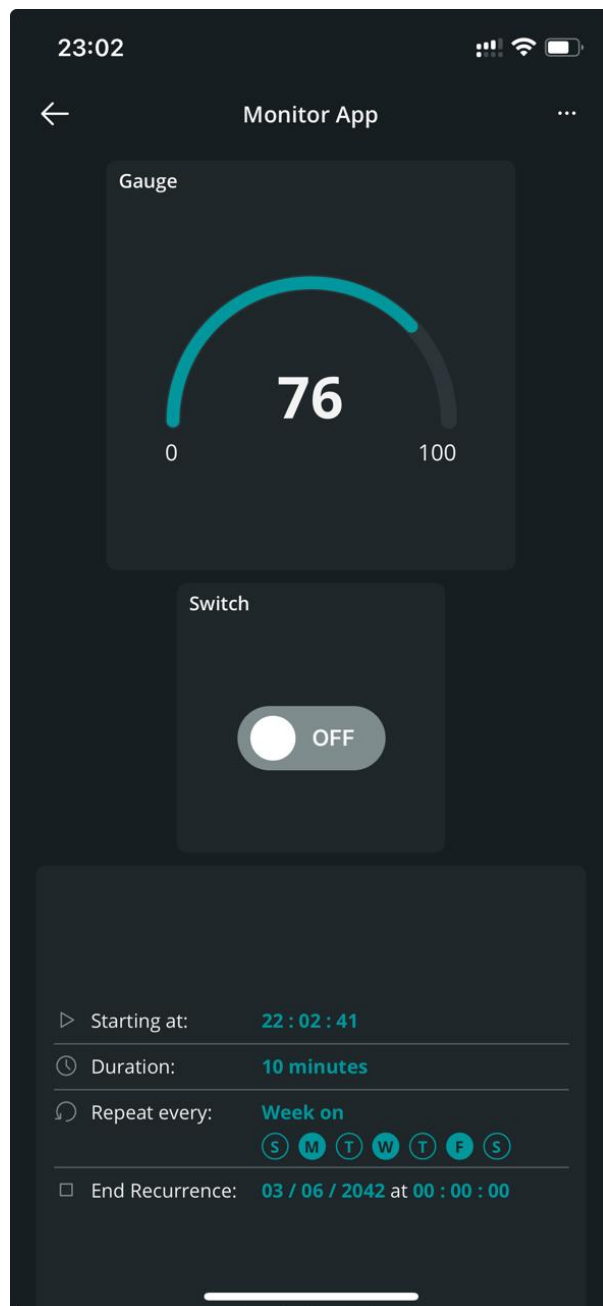 23:02
Monitor App
Gauge
76
0 100
Switch
OFF
Starting at: 22 : 02 : 41
Duration: 10 minutes
Repeat every: Week on
S M T W T F S
End Recurrence: 03 / 06 / 2042 at 00 : 00 : 00